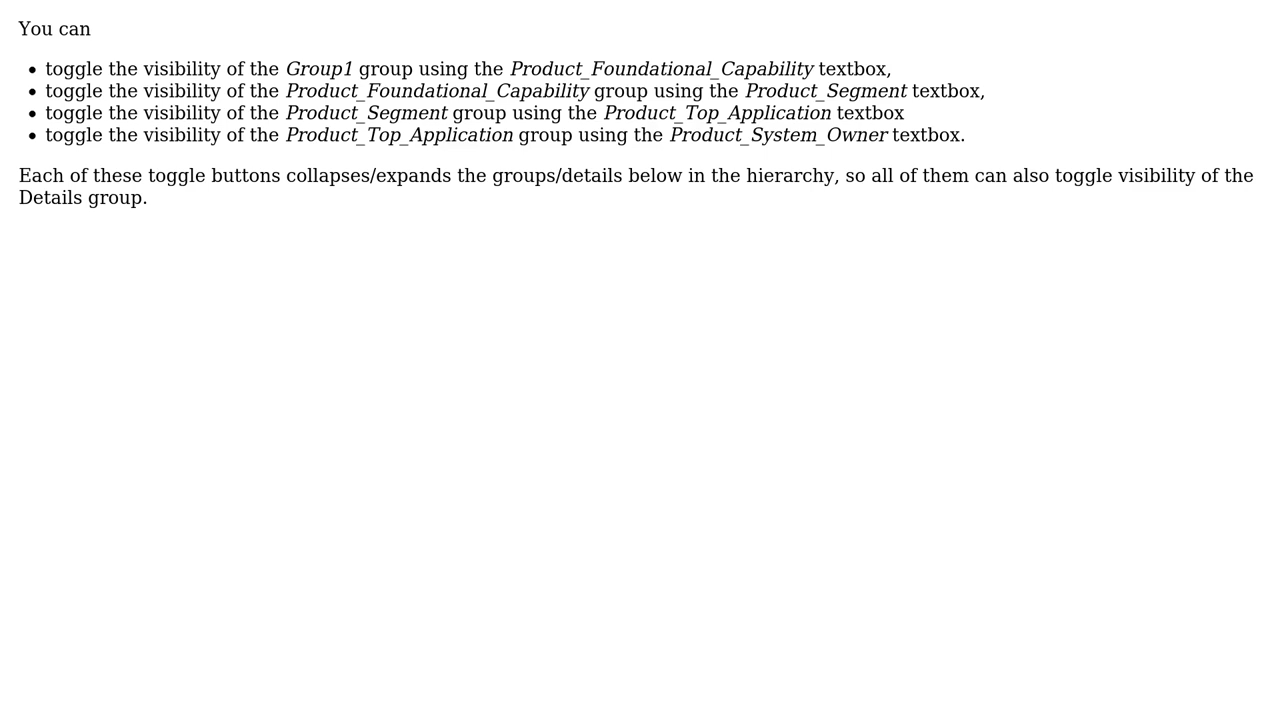 You can
• toggle the visibility of the Group1 group using the Product_Foundational_Capability textbox,
• toggle the visibility of the Product_Foundational_Capability group using the Product_Segment textbox,
• toggle the visibility of the Product_Segment group using the Product_Top_Application textbox
• toggle the visibility of the Product_Top_Application group using the Product_System_Owner textbox.
Each of these toggle buttons collapses/expands the groups/details below in the hierarchy, so all of them can also toggle visibility of the
Details group.